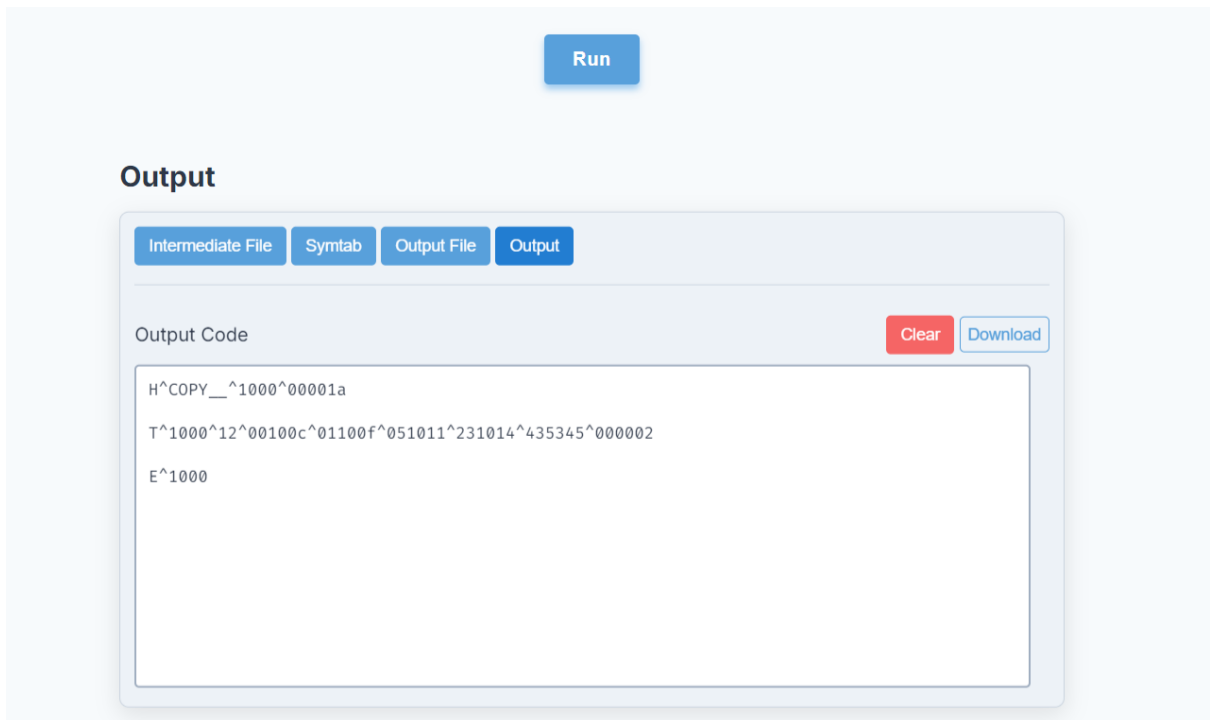 Run
Output
Intermediate File Symtab Output File Output
Output Code Clear Download
H^COPY__^1000^00001a
T^1000^12^00100c^01100f^051011^231014^435345^000002
E^1000